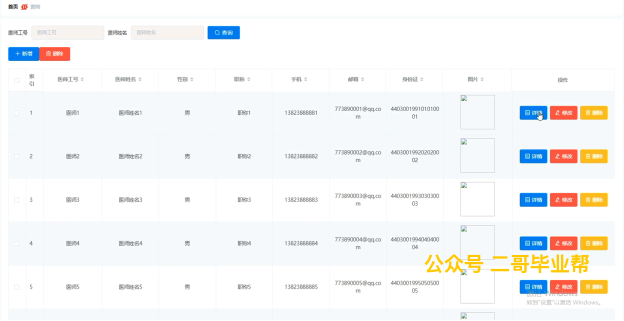 首页 医师
医师工号 医师工号 医师姓名 医师姓名 查询
新增 删除
索引 医师工号 医师姓名 性别 职称 手机 邮箱 身份证 照片 操作
1 医师1 医师姓名1 男 职称1 13823888881 773890001@qq.com 440300199101010001 详情 修改 删除
2 医师2 医师姓名2 男 职称2 13823888882 773890002@qq.com 440300199202020002 详情 修改 删除
3 医师3 医师姓名3 男 职称3 13823888883 773890003@qq.com 440300199303030003 详情 修改 删除
4 医师4 医师姓名4 男 职称4 13823888884 773890004@qq.com 440300199404040004 详情 修改 删除
公众号 二哥毕业帮
5 医师5 医师姓名5 男 职称5 13823888885 773890005@qq.com 440300199505050005 详情 修改 删除
激活 Windows
转到"设置"以激活 Windows。